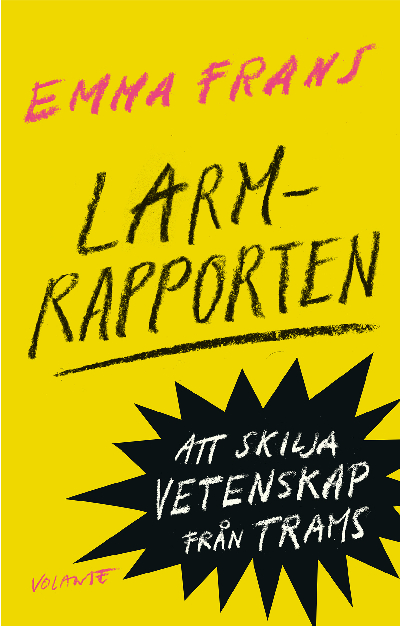 EMMA FRANS
LARM-
RAPPORTEN
ATT SKILJA
VETENSKAP
FRÅN TRAMS
VOLANTE